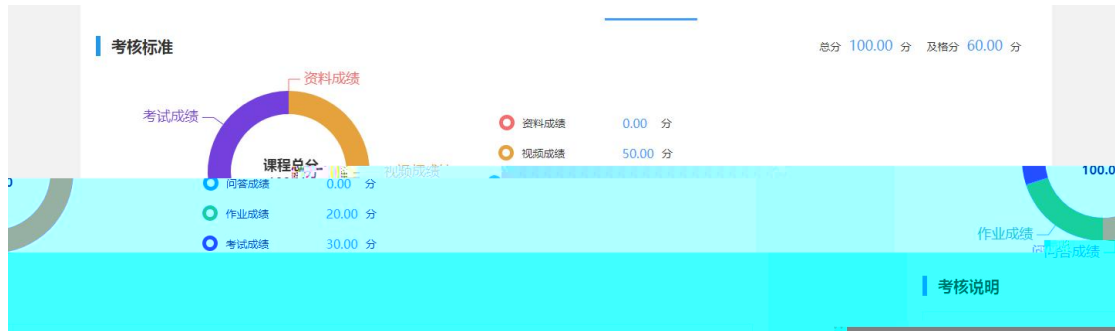 考核标准
总分 100.00 分 及格分 60.00 分
资料成绩
考试成绩
资料成绩 0.00 分
视频成绩 50.00 分
课程总分
视频成绩
问答成绩 0.00 分
100.0
作业成绩 20.00 分
作业成绩
考试成绩 30.00 分
问答成绩
考核说明